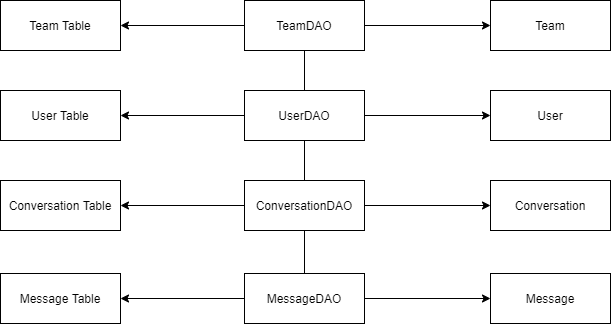 Team Table
TeamDAO
Team
User Table
UserDAO
User
Conversation Table
ConversationDAO
Conversation
Message Table
MessageDAO
Message